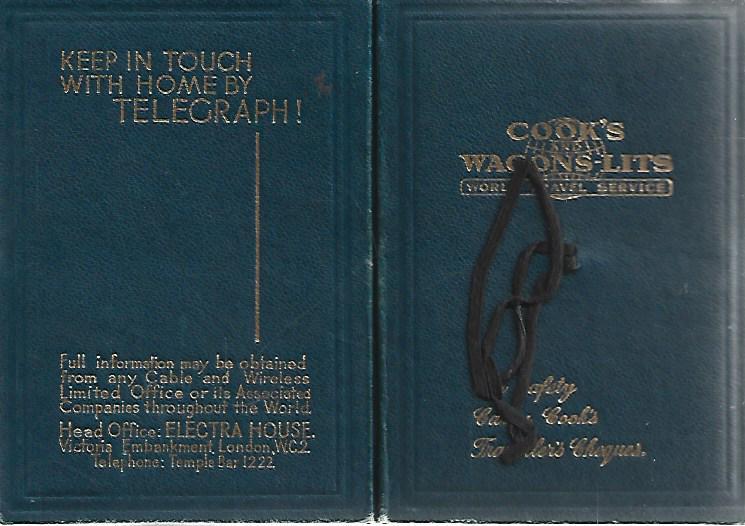 KEEP IN TOUCH
WITH HOME BY
TELEGRAPH!
Full information may be obtained
from any Cable and Wireless
Limited Office or its Associated
Companies throughout the World.
Head Office: ELECTRA HOUSE.
Victoria Embankment, London, W.C.2.
Telephone: Temple Bar 1222
COOK'S
AND
WAGONS-LITS
WORLD TRAVEL SERVICE
Cook's
Traveller's Cheques.